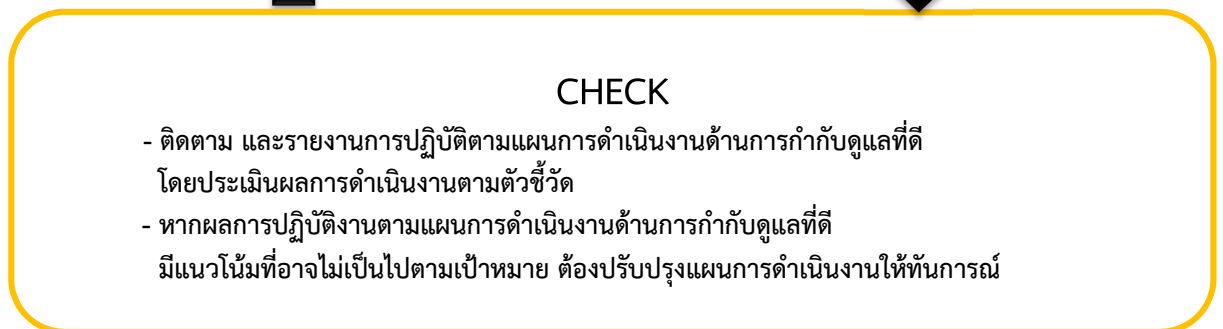 CHECK
- ติดตาม และรายงานการปฏิบัติตามแผนการดำเนินงานด้านการกำกับดูแลที่ดี
โดยประเมินผลการดำเนินงานตามตัวชี้วัด
- หากผลการปฏิบัติงานตามแผนการดำเนินงานด้านการกำกับดูแลที่ดี
มีแนวโน้มที่อาจไม่เป็นไปตามเป้าหมาย ต้องปรับปรุงแผนการดำเนินงานให้ทันการณ์